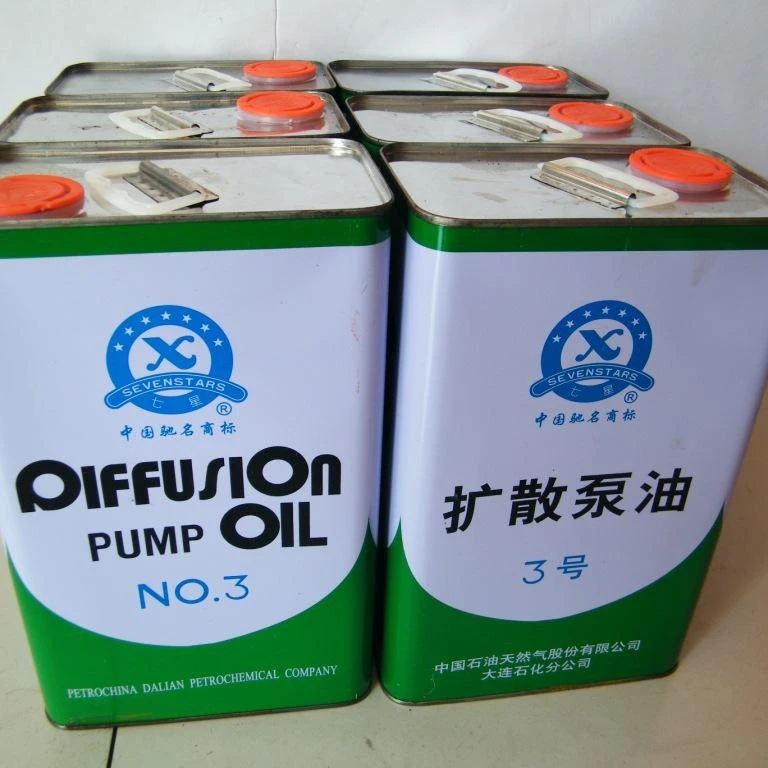 X
SEVENSTARS
七星
®
中国驰名商标
DIFFUSION
PUMP OIL
NO.3
PETROCHINA DALIAN PETROCHEMICAL COMPANY
X
SEVENSTARS
七星
®
中国驰名商标
扩散泵油
3号
中国石油天然气股份有限公司
大连石化分公司